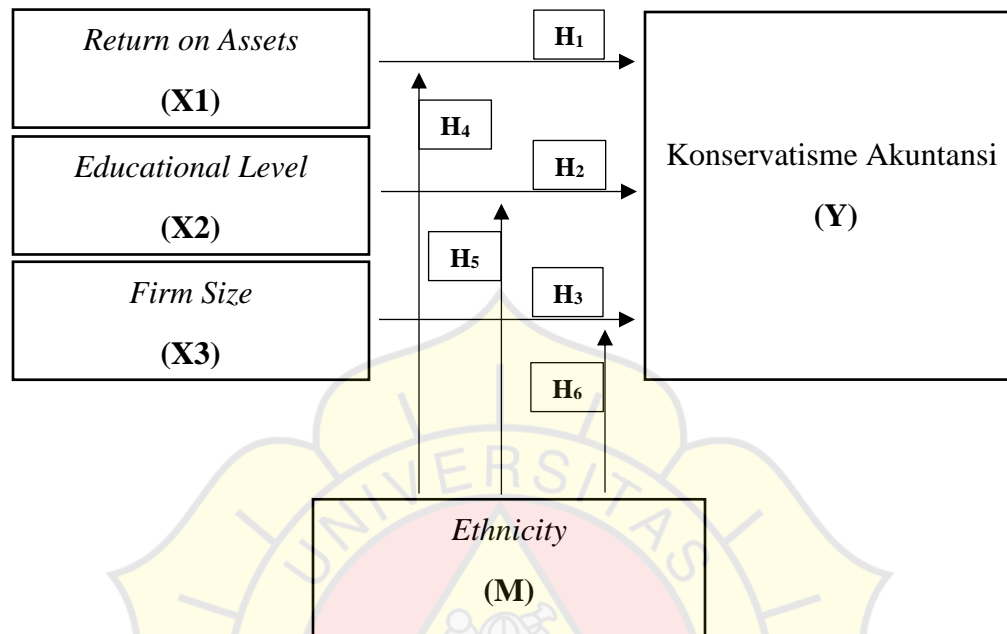 Return on Assets
(X1)
H1
H4
Educational Level
(X2)
H2
H5
Firm Size
(X3)
H3
H6
Konservatisme Akuntansi
(Y)
Ethnicity
(M)
UNIVERSITAS